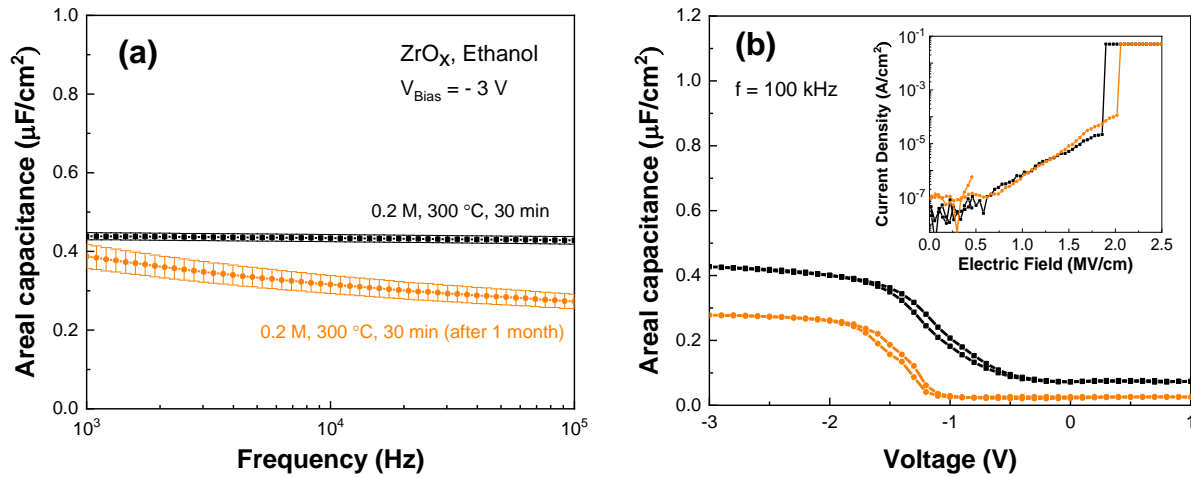 (a)
ZrOX, Ethanol
VBias = - 3 V
0.2 M, 300 °C, 30 min
0.2 M, 300 °C, 30 min (after 1 month)
1.0
0.8
0.6
0.4
0.2
0.0
10³
10⁴
10⁵
Areal capacitance (µF/cm²)
Frequency (Hz)
(b)
f = 100 kHz
1.2
1.0
0.8
0.6
0.4
0.2
0.0
-3
-2
-1
0
1
Areal capacitance (µF/cm²)
Voltage (V)
10⁻¹
10⁻³
10⁻⁵
10⁻⁷
0.0
0.5
1.0
1.5
2.0
2.5
Current Density (A/cm²)
Electric Field (MV/cm)